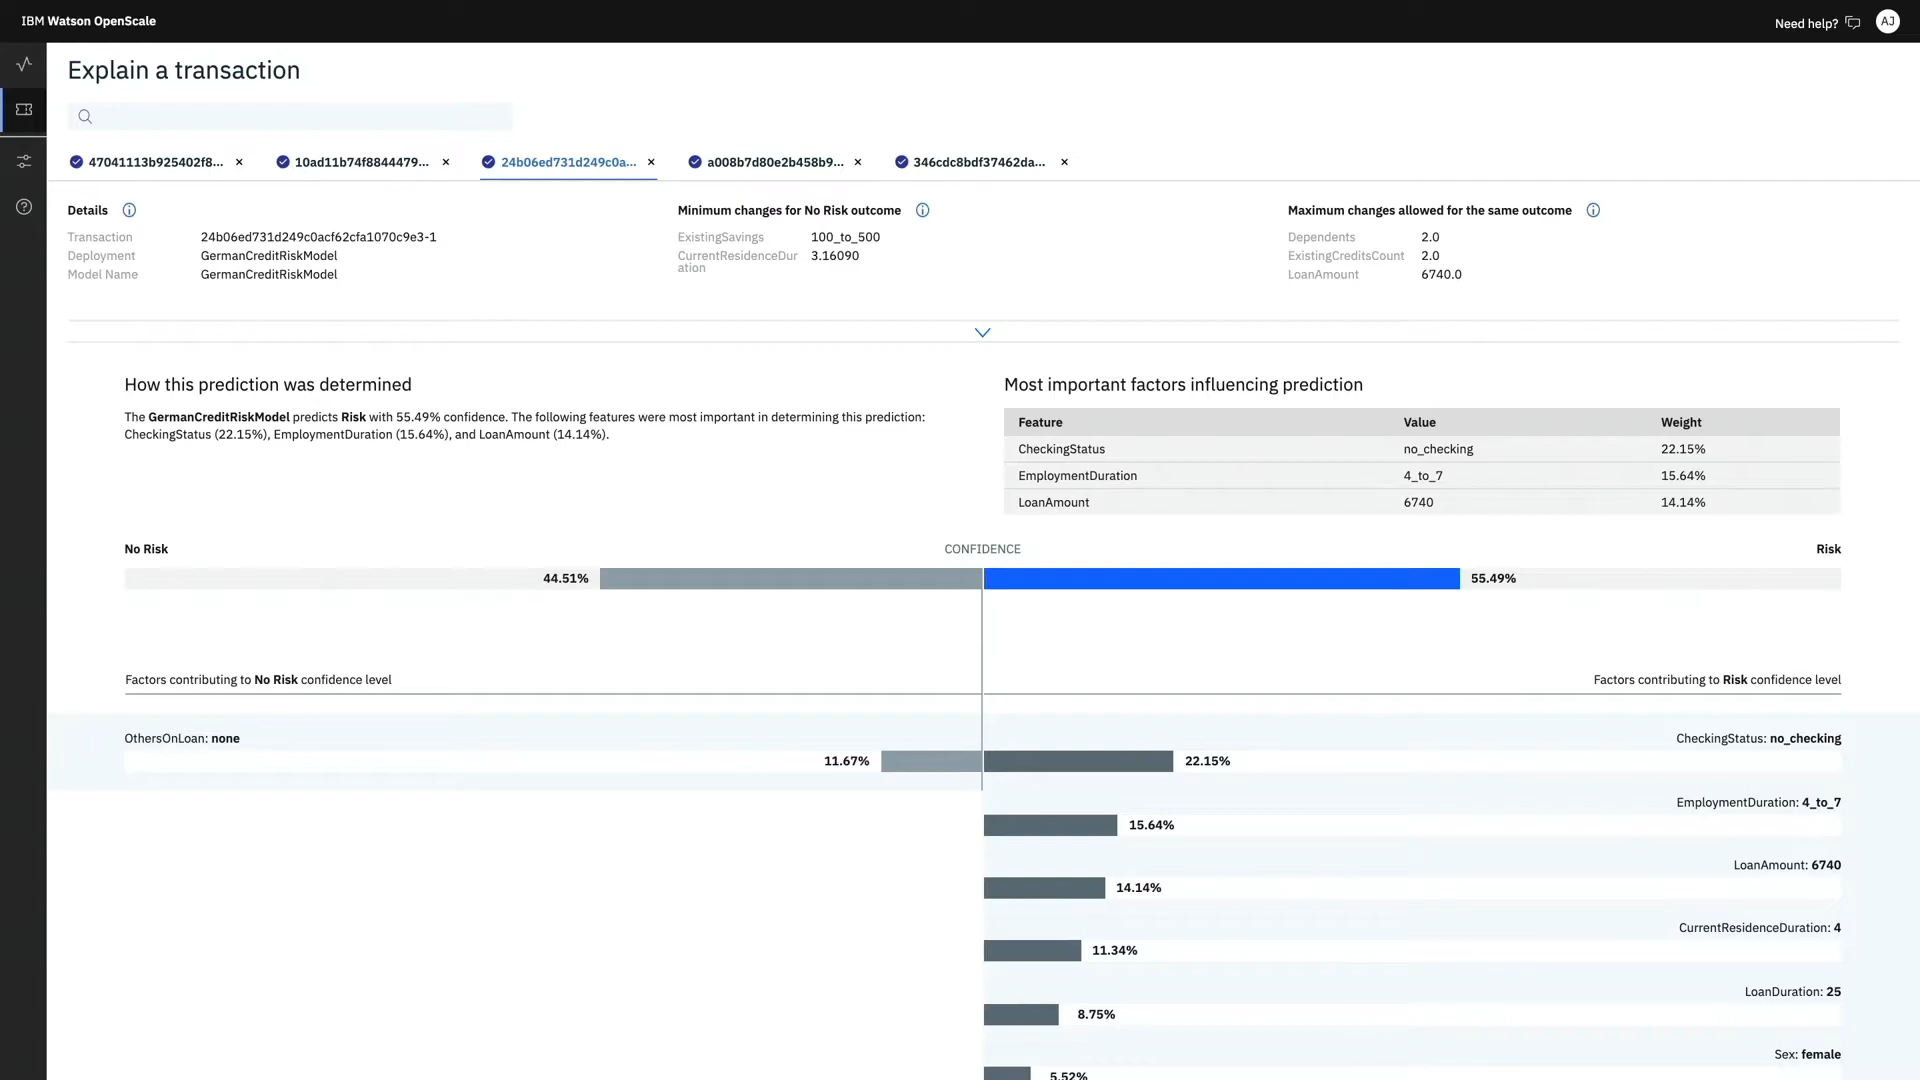 IBM Watson OpenScale
Need help?
AJ
Explain a transaction
47041113b925402f8...
10ad11b74f8844479...
24b06ed731d249c0a...
a008b7d80e2b458b9...
346cdc8bdf37462da...
Details
Transaction 24b06ed731d249c0acf62cfa1070c9e3-1
Deployment GermanCreditRiskModel
Model Name GermanCreditRiskModel
Minimum changes for No Risk outcome
ExistingSavings 100_to_500
CurrentResidenceDur 3.16090
ation
Maximum changes allowed for the same outcome
Dependents 2.0
ExistingCreditsCount 2.0
LoanAmount 6740.0
How this prediction was determined
The GermanCreditRiskModel predicts Risk with 55.49% confidence. The following features were most important in determining this prediction:
CheckingStatus (22.15%), EmploymentDuration (15.64%), and LoanAmount (14.14%).
Most important factors influencing prediction
Feature Value Weight
CheckingStatus no_checking 22.15%
EmploymentDuration 4_to_7 15.64%
LoanAmount 6740 14.14%
No Risk CONFIDENCE Risk
44.51% 55.49%
Factors contributing to No Risk confidence level
Factors contributing to Risk confidence level
OthersOnLoan: none
11.67%
CheckingStatus: no_checking
22.15%
EmploymentDuration: 4_to_7
15.64%
LoanAmount: 6740
14.14%
CurrentResidenceDuration: 4
11.34%
LoanDuration: 25
8.75%
Sex: female
5.52%